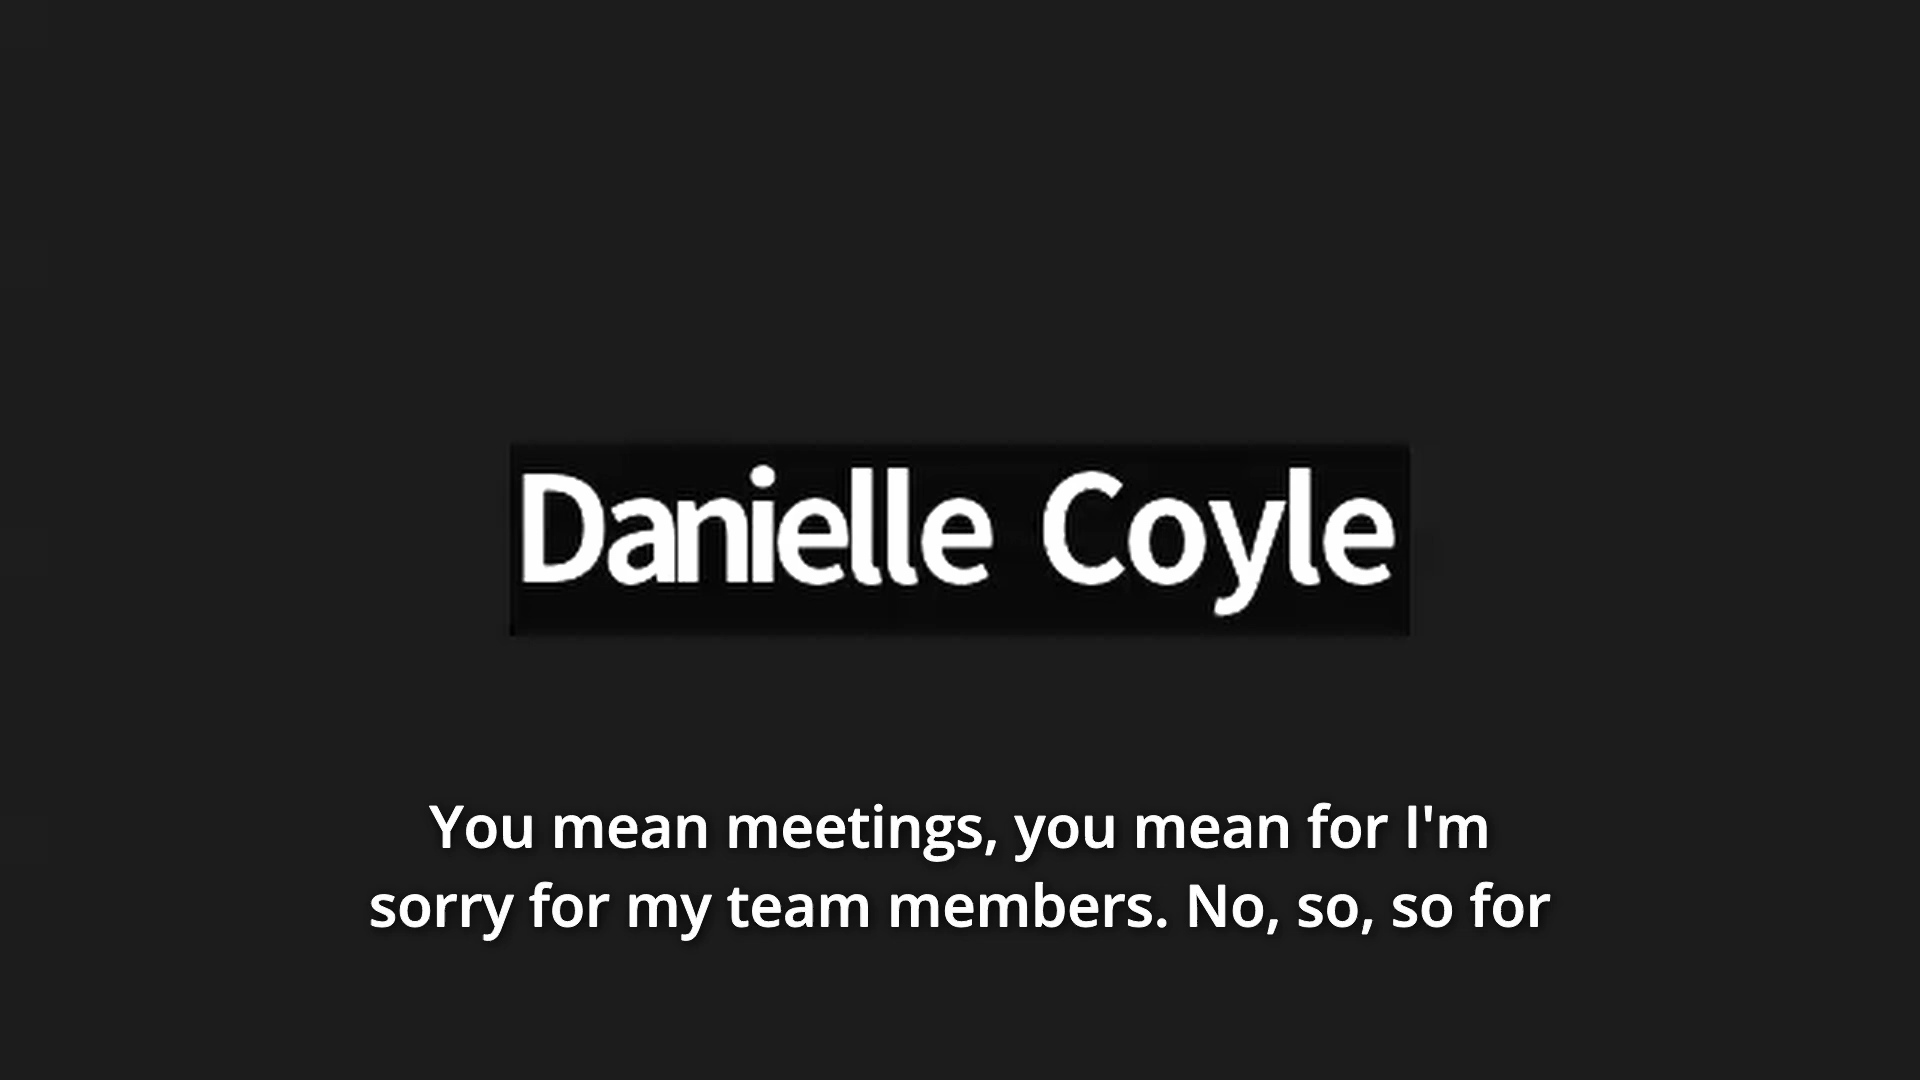 Danielle Coyle
You mean meetings, you mean for I'm
sorry for my team members. No, so, so for